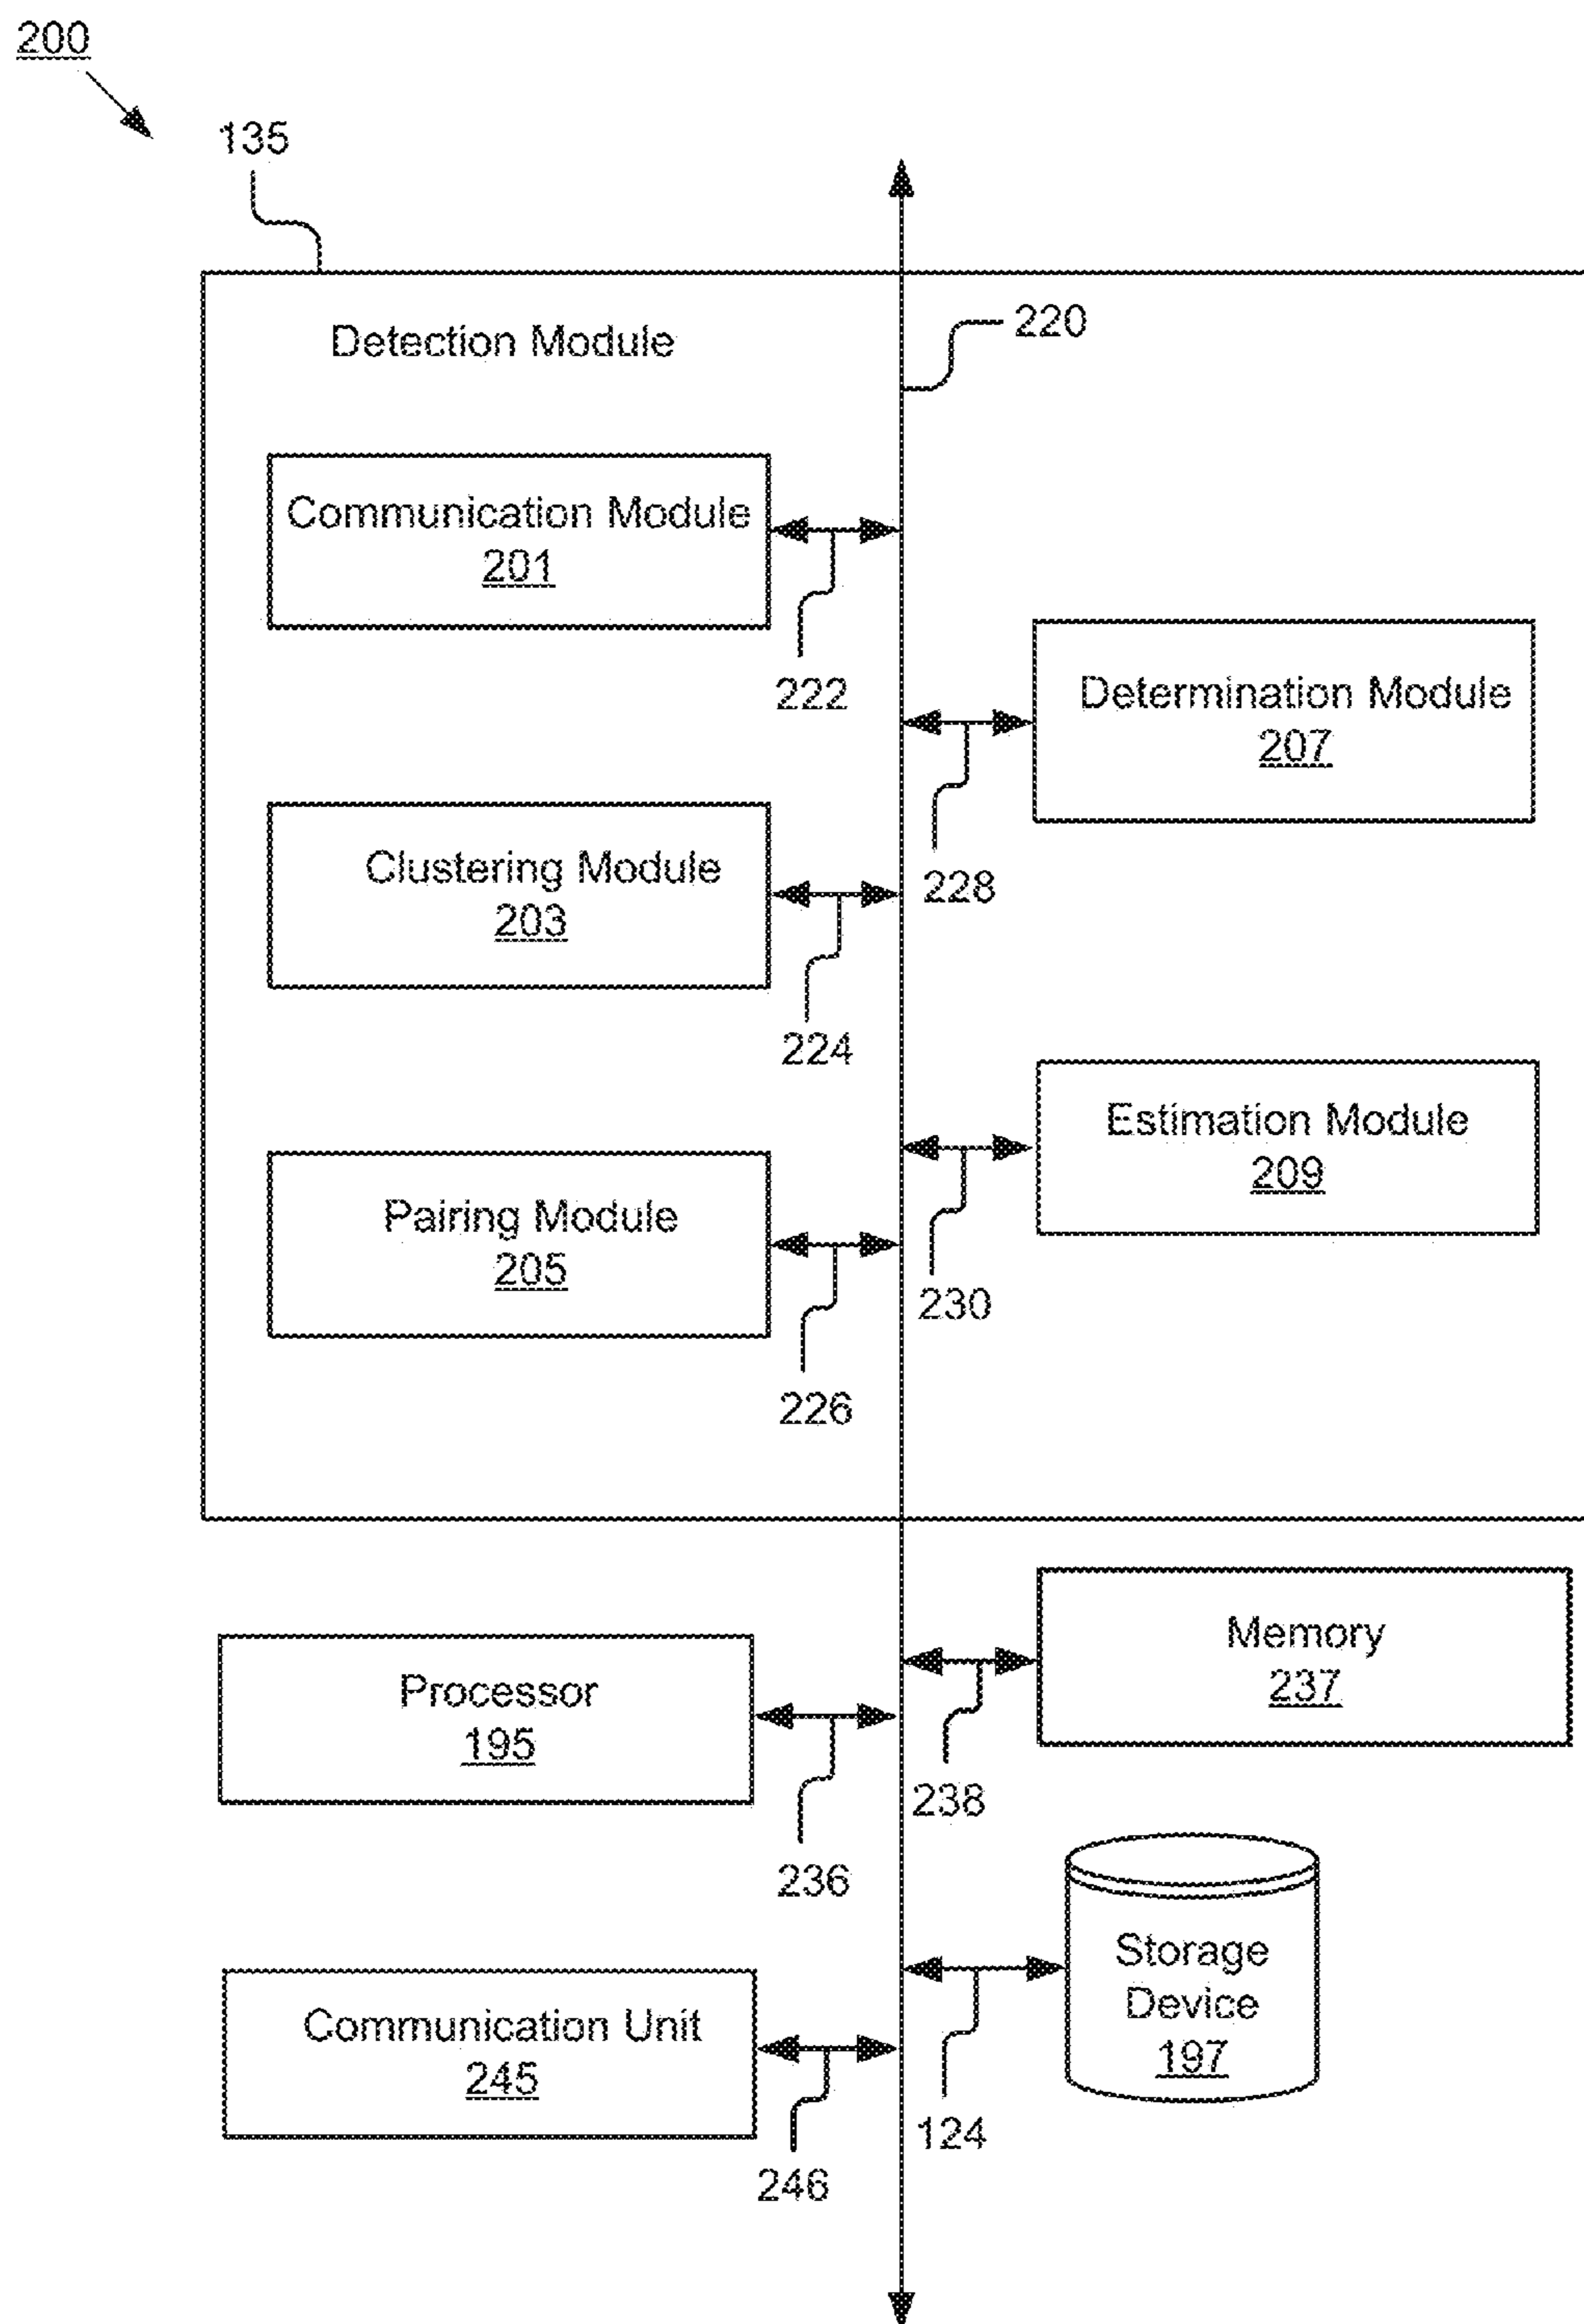 200
135
220
Detection Module
Communication Module
201
222
Determination Module
207
228
Clustering Module
203
224
Estimation Module
209
230
Pairing Module
205
226
Memory
237
238
Processor
195
236
Storage
Device
197
124
Communication Unit
245
246